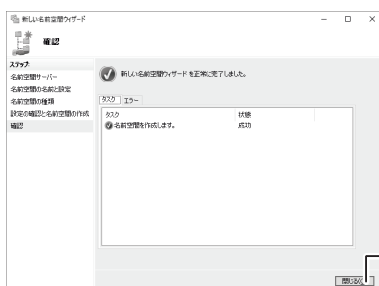 新しい名前空間ウィザード
確認
ステップ:
名前空間サーバー
名前空間の名前と設定
名前空間の種類
設定の確認と名前空間の作成
確認
新しい名前空間ウィザード を正常に完了しました。
タスク エラー
タスク 状態
名前空間を作成します。 成功
閉じる(